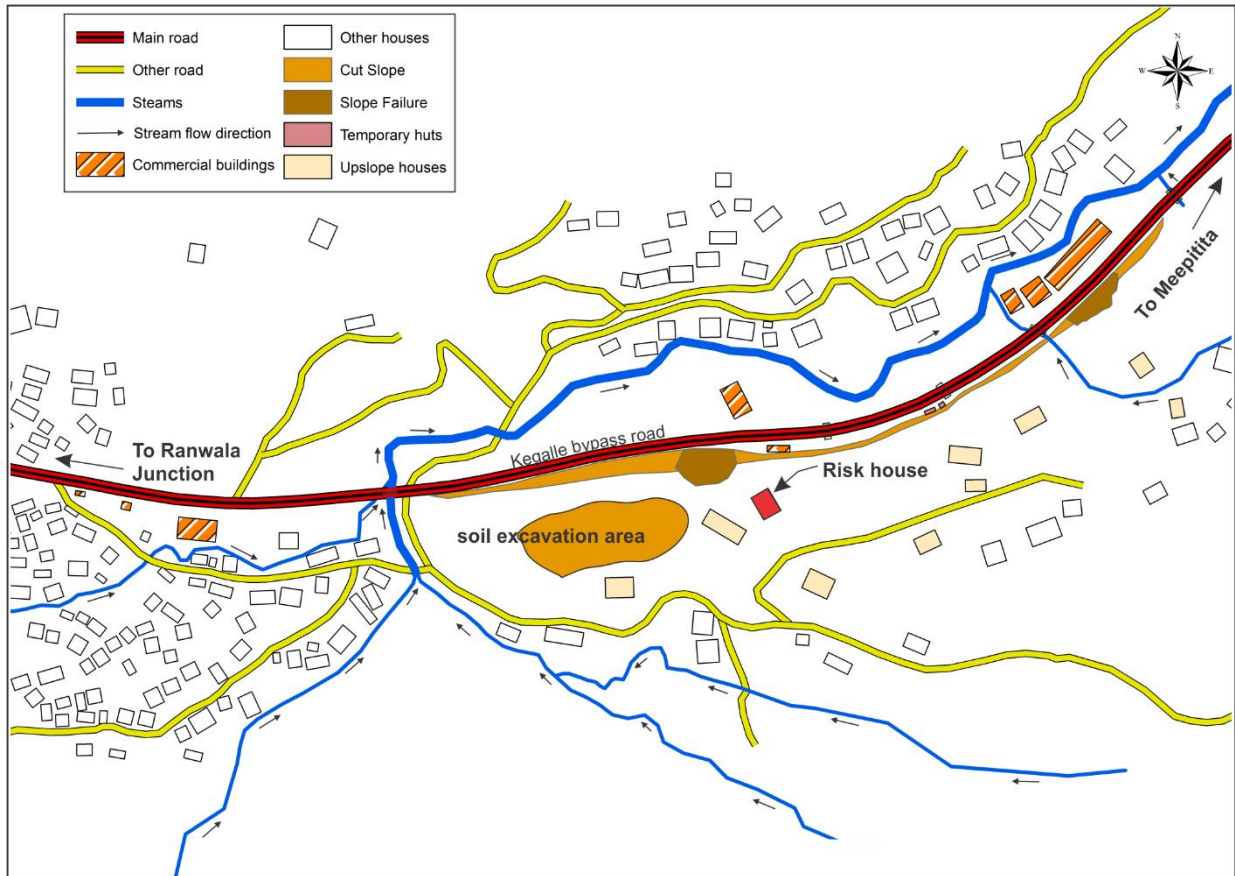 Main road
Other road
Steams
Stream flow direction
Commercial buildings
Other houses
Cut Slope
Slope Failure
Temporary huts
Upslope houses
N
W
E
S
To Meepitita
To Ranwala
Junction
Kegalle bypass road
Risk house
soil excavation area